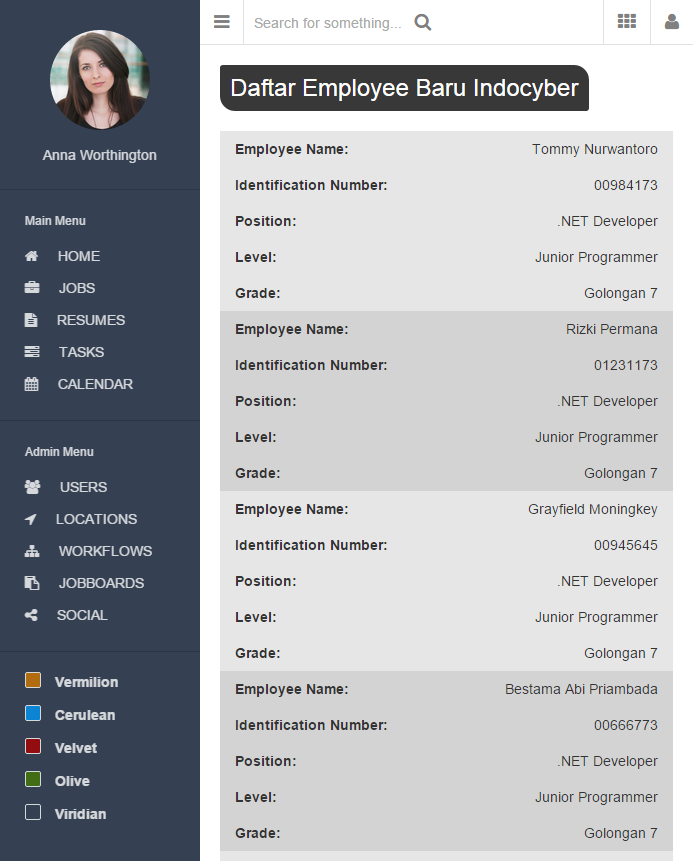 Anna Worthington
Main Menu
HOME
JOBS
RESUMES
TASKS
CALENDAR
Admin Menu
USERS
LOCATIONS
WORKFLOWS
JOBBOARDS
SOCIAL
Vermilion
Cerulean
Velvet
Olive
Viridian
Search for something...
Daftar Employee Baru Indocyber
Employee Name: Tommy Nurwantoro
Identification Number: 00984173
Position: .NET Developer
Level: Junior Programmer
Grade: Golongan 7
Employee Name: Rizki Permana
Identification Number: 01231173
Position: .NET Developer
Level: Junior Programmer
Grade: Golongan 7
Employee Name: Grayfield Moningkey
Identification Number: 00945645
Position: .NET Developer
Level: Junior Programmer
Grade: Golongan 7
Employee Name: Bestama Abi Priambada
Identification Number: 00666773
Position: .NET Developer
Level: Junior Programmer
Grade: Golongan 7